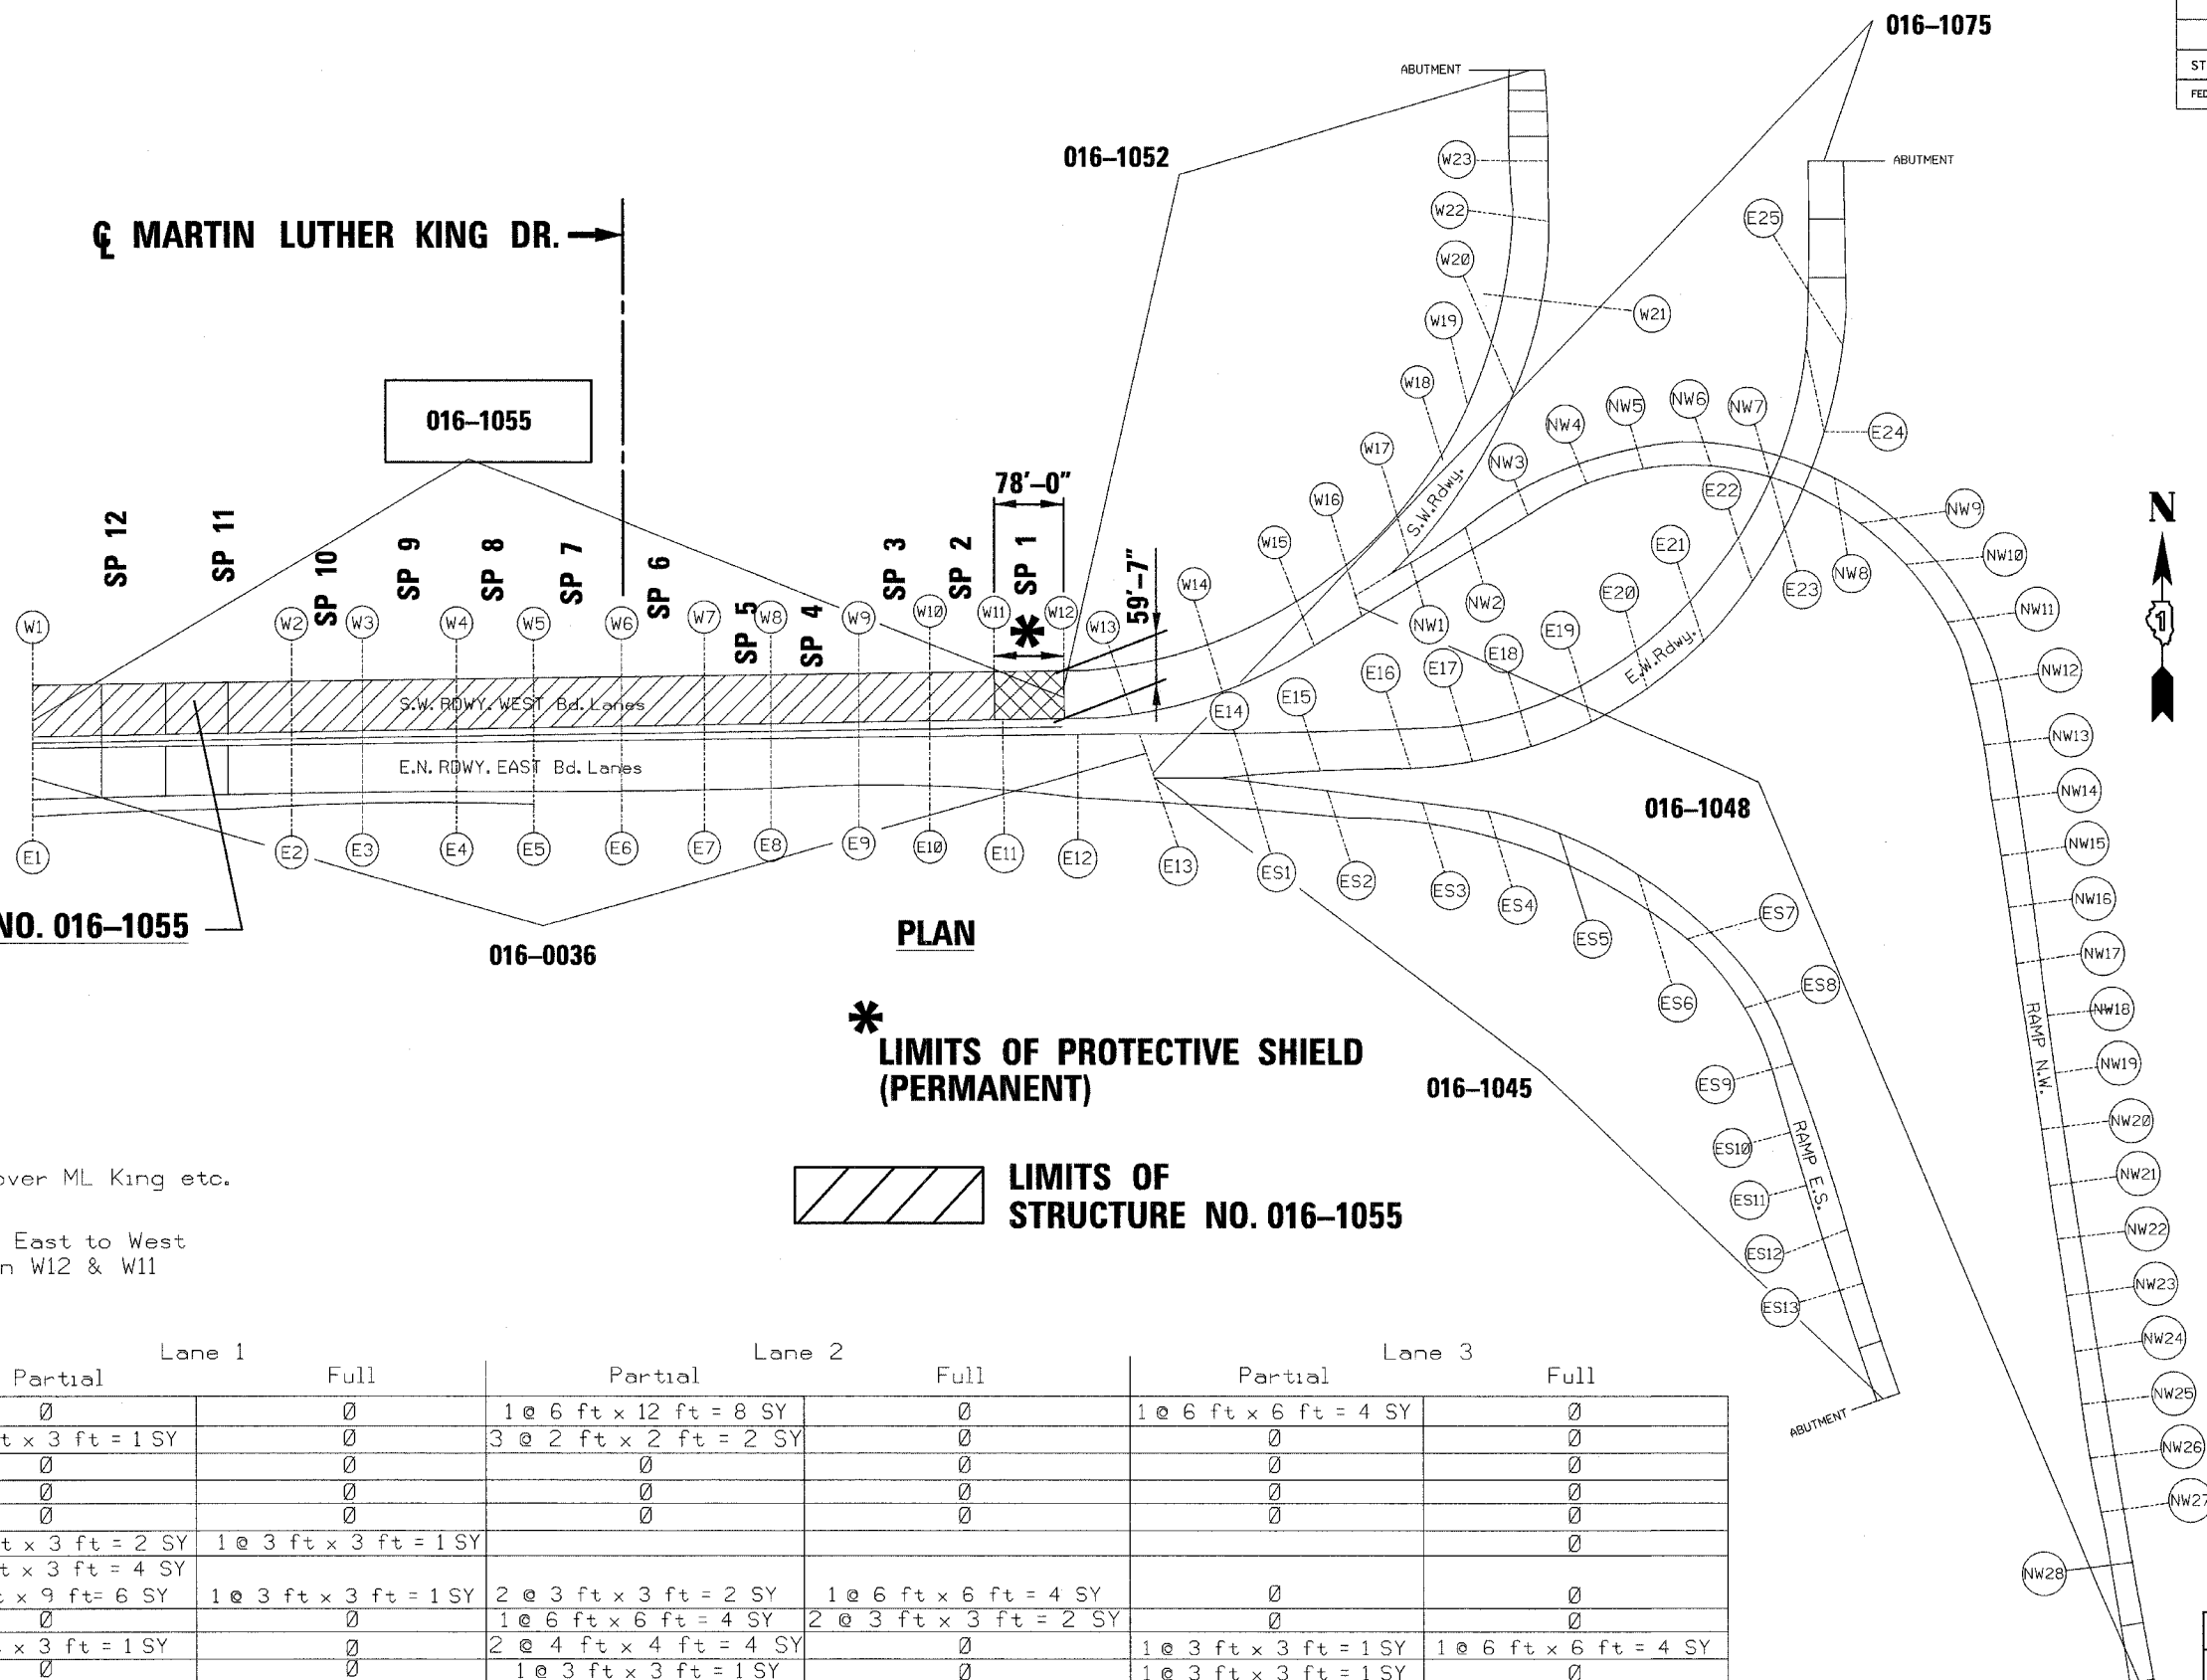 016–1075
ABUTMENT
ST
FED
016–1052
W23
ABUTMENT
W22
E25
℄ MARTIN LUTHER KING DR.
W20
W21
W19
W18
016–1055
NW5
NW6
NW7
NW4
E24
W17
NW3
S.W.Rdwy.
78'–0"
W16
E22
NW9
N
SP 12
SP 11
SP 10
SP 9
SP 8
SP 7
SP 6
SP 5
SP 4
SP 3
SP 2
SP 1
W15
E21
NW10
59'–7"
W14
NW2
E20
E23
NW8
NW11
1
W1
W2
W3
W4
W5
W6
W7
W8
W9
W10
W11
*
W12
W13
NW1
E19
E18
E17
E16
E.W.Rdwy.
NW12
S.W. RDWY. WEST Bd. Lanes
E15
E14
NW13
E.N. RDWY. EAST Bd. Lanes
016–1048
NW14
E1
E2
E3
E4
E5
E6
E7
E8
E9
E10
E11
E12
E13
ES1
ES2
ES3
ES4
ES5
NW15
NW16
ES7
NO. 016–1055
PLAN
016–0036
NW17
ES8
ES6
NW18
RAMP N.W.
*
LIMITS OF PROTECTIVE SHIELD
(PERMANENT)
016–1045
ES9
NW19
NW20
ES10
RAMP E.S.
over ML King etc.
LIMITS OF
STRUCTURE NO. 016–1055
NW21
ES11
NW22
ES12
East to West
n W12 & W11
NW23
ES13
NW24
Lane 1 Lane 2 Lane 3
Partial Full Partial Full Partial Full
NW25
Ø Ø 1 @ 6 ft x 12 ft = 8 SY Ø 1 @ 6 ft x 6 ft = 4 SY Ø
ABUTMENT
t x 3 ft = 1 SY Ø 3 @ 2 ft x 2 ft = 2 SY Ø Ø Ø
NW26
Ø Ø Ø Ø Ø Ø
Ø Ø Ø Ø Ø Ø
NW27
Ø Ø Ø Ø Ø Ø
t x 3 ft = 2 SY 1 @ 3 ft x 3 ft = 1 SY Ø
t x 3 ft = 4 SY
NW28
x 9 ft= 6 SY 1 @ 3 ft x 3 ft = 1 SY 2 @ 3 ft x 3 ft = 2 SY 1 @ 6 ft x 6 ft = 4 SY Ø Ø
Ø Ø 1 @ 6 ft x 6 ft = 4 SY 2 @ 3 ft x 3 ft = 2 SY Ø Ø
x 3 ft = 1 SY Ø 2 @ 4 ft x 4 ft = 4 SY Ø 1 @ 3 ft x 3 ft = 1 SY 1 @ 6 ft x 6 ft = 4 SY
Ø Ø 1 @ 3 ft x 3 ft = 1 SY Ø 1 @ 3 ft x 3 ft = 1 SY Ø